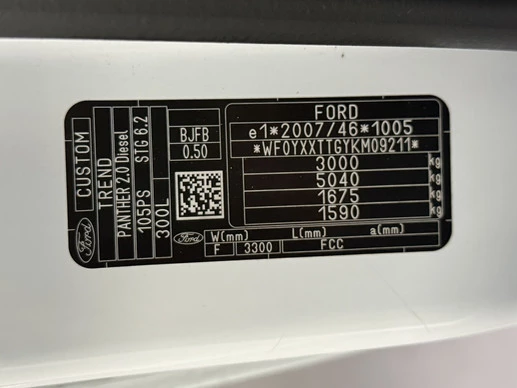 CUSTOM
TREND
PANTHER 2.0 Diesel
105PS STG 6.2
300L
Ford
BJFB
0.50
FORD
e1*2007/46*1005
*WF0YXXTTGYKM09211*
3000 kg
5040 kg
1675 kg
1590 kg
Ford
W(mm) L(mm) a(mm)
F 3300 FCC